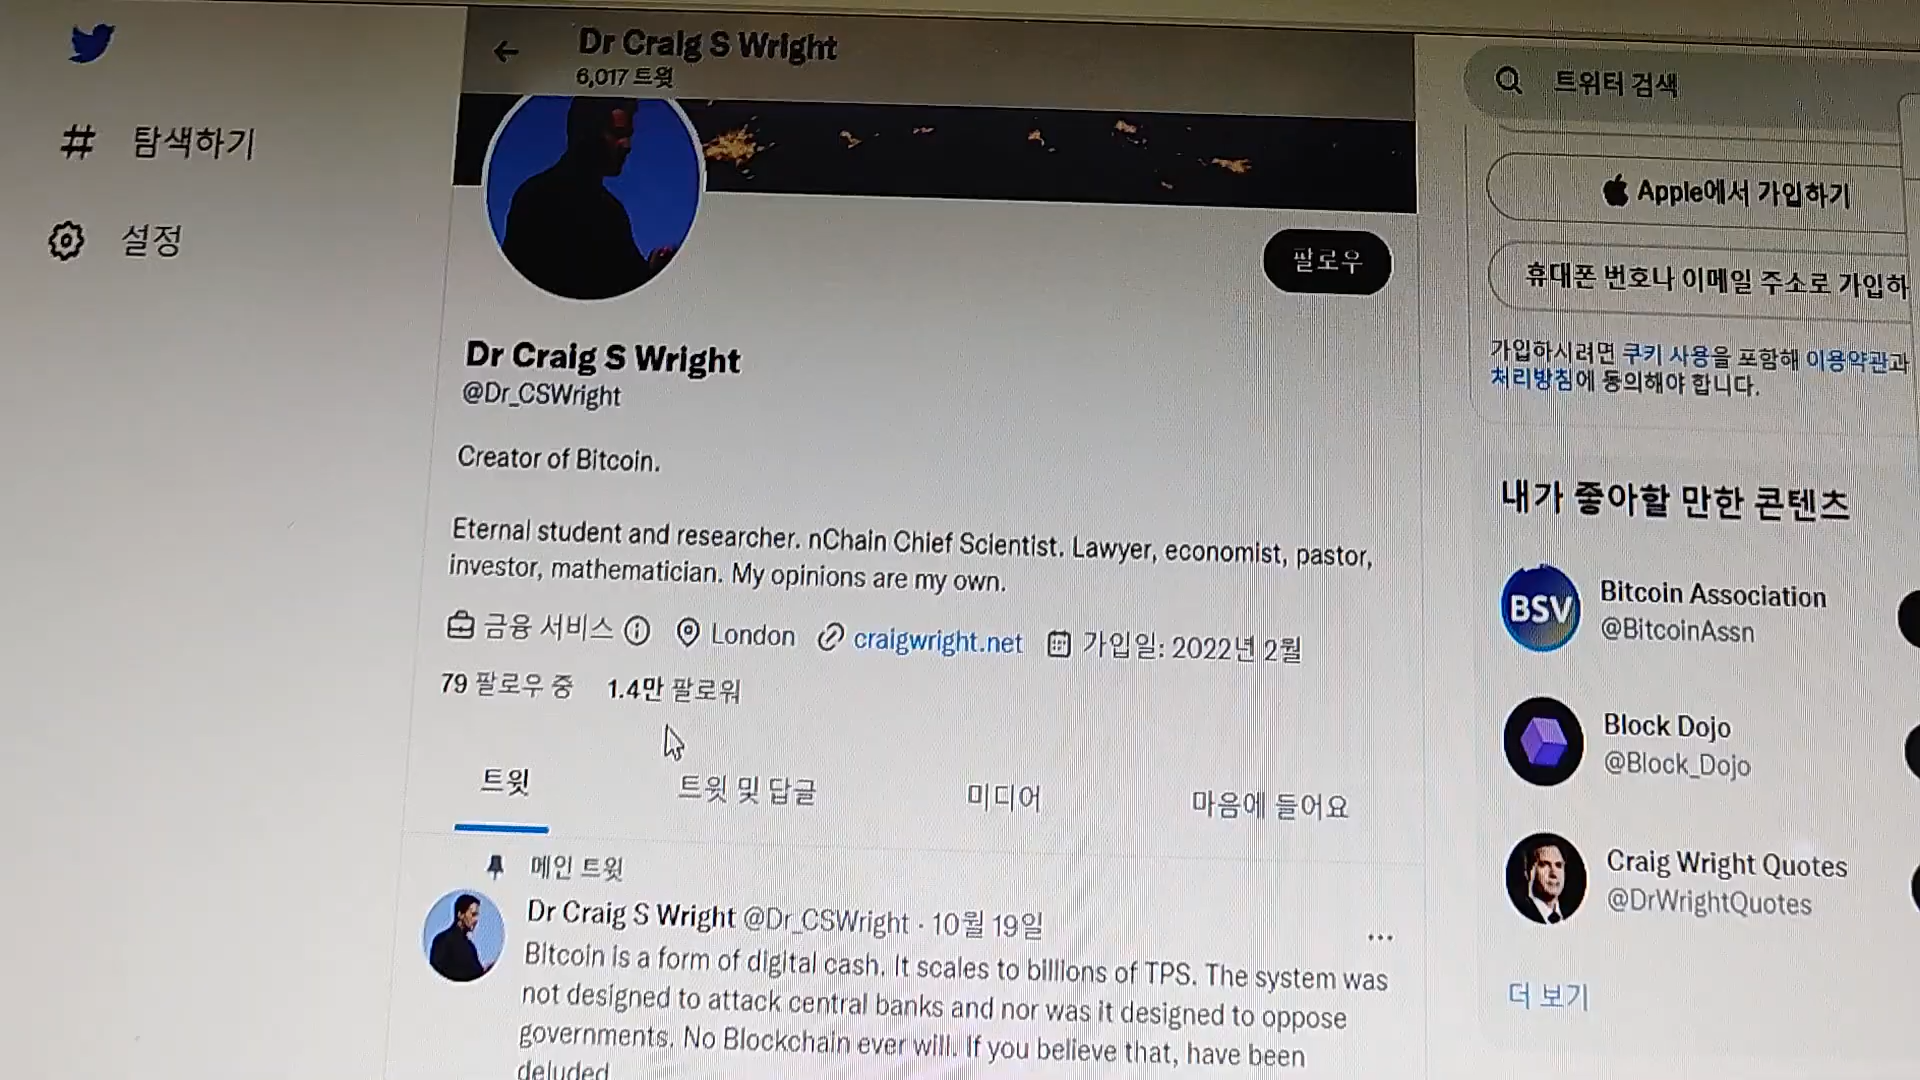 Dr Craig S Wright
6,017 트윗
트위터 검색
# 탐색하기
설정
Apple에서 가입하기
팔로우
휴대폰 번호나 이메일 주소로 가입하
가입하시려면 쿠키 사용을 포함해 이용약관과
처리방침에 동의해야 합니다.
Dr Craig S Wright
@Dr_CSWright
Creator of Bitcoin.
Eternal student and researcher. nChain Chief Scientist. Lawyer, economist, pastor,
investor, mathematician. My opinions are my own.
금융 서비스 London craigwright.net 가입일: 2022년 2월
79 팔로우 중 1.4만 팔로워
트윗 트윗 및 답글 미디어 마음에 들어요
메인 트윗
Dr Craig S Wright @Dr_CSWright · 10월 19일
Bitcoin is a form of digital cash. It scales to billions of TPS. The system was
not designed to attack central banks and nor was it designed to oppose
governments. No Blockchain ever will. If you believe that, have been
deluded
내가 좋아할 만한 콘텐츠
BSV
Bitcoin Association
@BitcoinAssn
Block Dojo
@Block_Dojo
Craig Wright Quotes
@DrWrightQuotes
더 보기